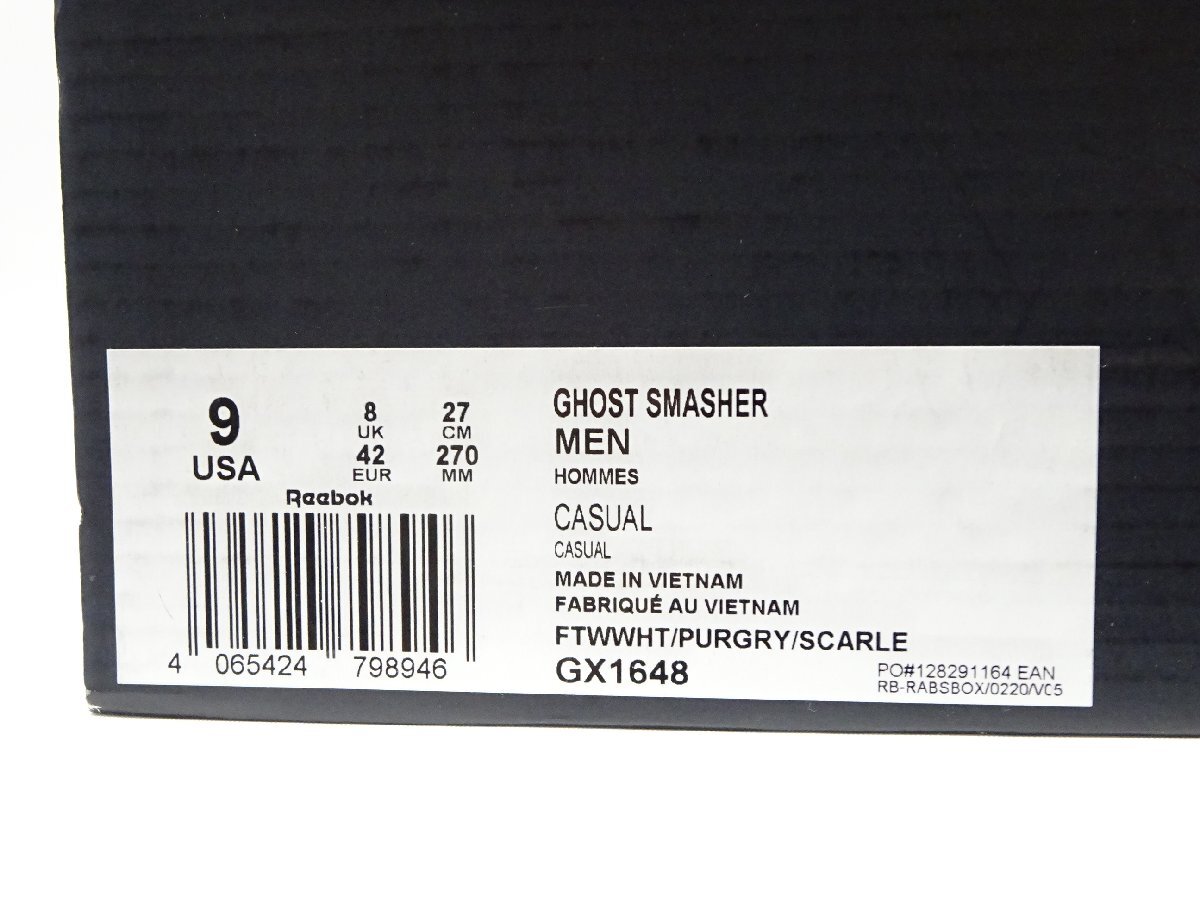 9
USA
8
UK
42
EUR
27
CM
270
MM
Reebok
4 065424 798946
GHOST SMASHER
MEN
HOMMES
CASUAL
CASUAL
MADE IN VIETNAM
FABRIQUÉ AU VIETNAM
FTWWHT/PURGRY/SCARLE
GX1648
PO#128291164 EAN
RB-RABSBOX/0220/V05